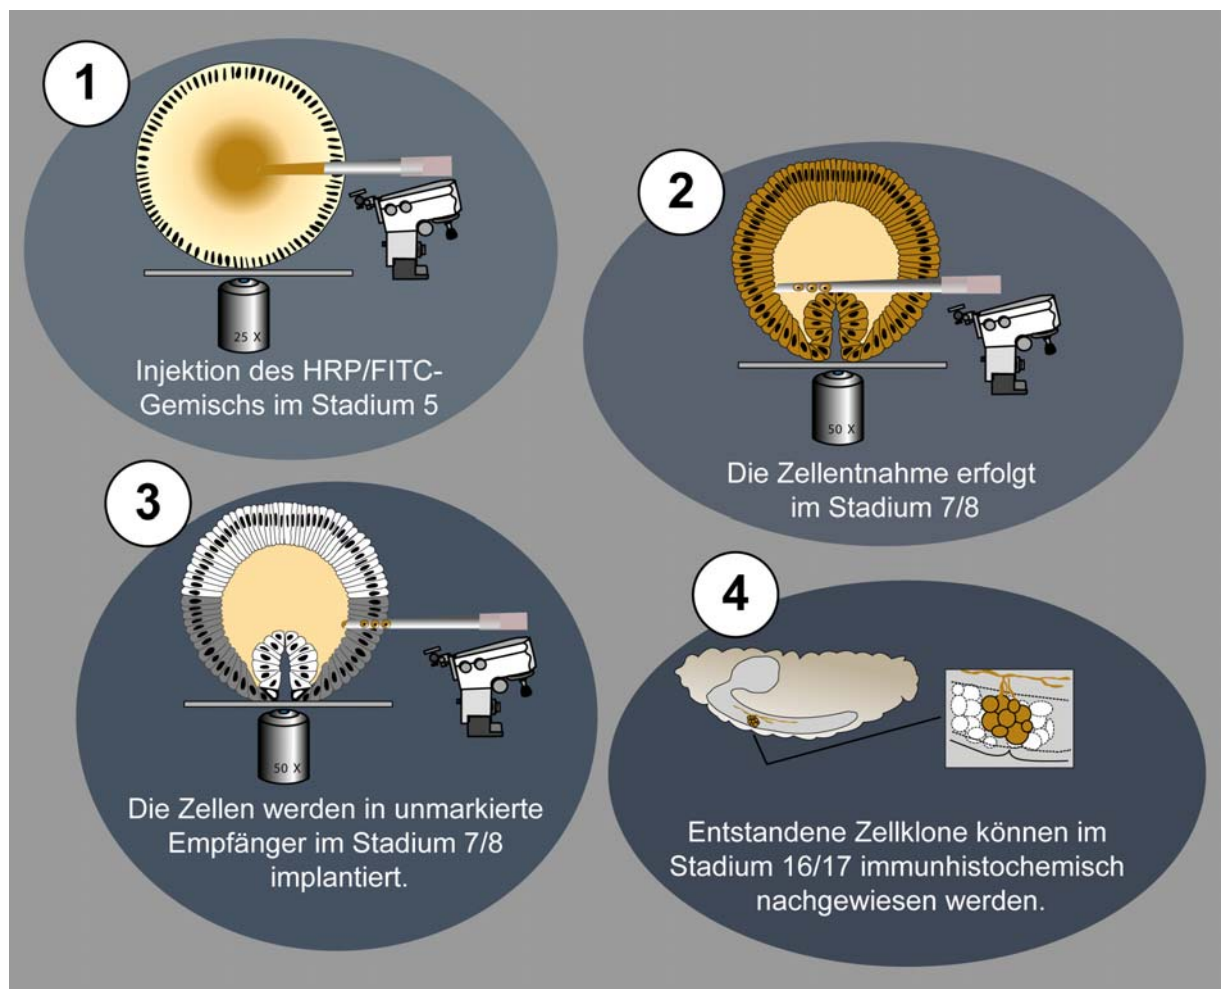 1
25 X
Injektion des HRP/FITC-
Gemischs im Stadium 5
2
50 X
Die Zellentnahme erfolgt
im Stadium 7/8
3
50 X
Die Zellen werden in unmarkierte
Empfänger im Stadium 7/8
implantiert.
4
Entstandene Zellklone können im
Stadium 16/17 immunhistochemisch
nachgewiesen werden.